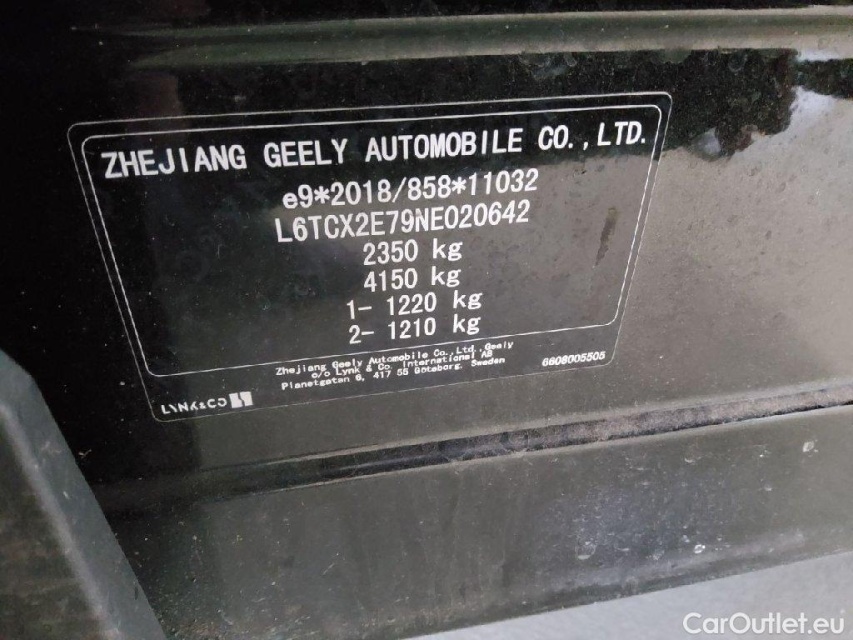 ZHEJIANG GEELY AUTOMOBILE CO.,LTD.
e9*2018/858*11032
L6TCX2E79NE020642
2350 kg
4150 kg
1- 1220 kg
2- 1210 kg
Zhejiang Geely Automobile Co.,Ltd., Geely
c/o Lynk & Co International AB
Planetgatan 6, 417 55 Göteborg, Sweden
6608005505
LYNK&CO
CarOutlet.eu